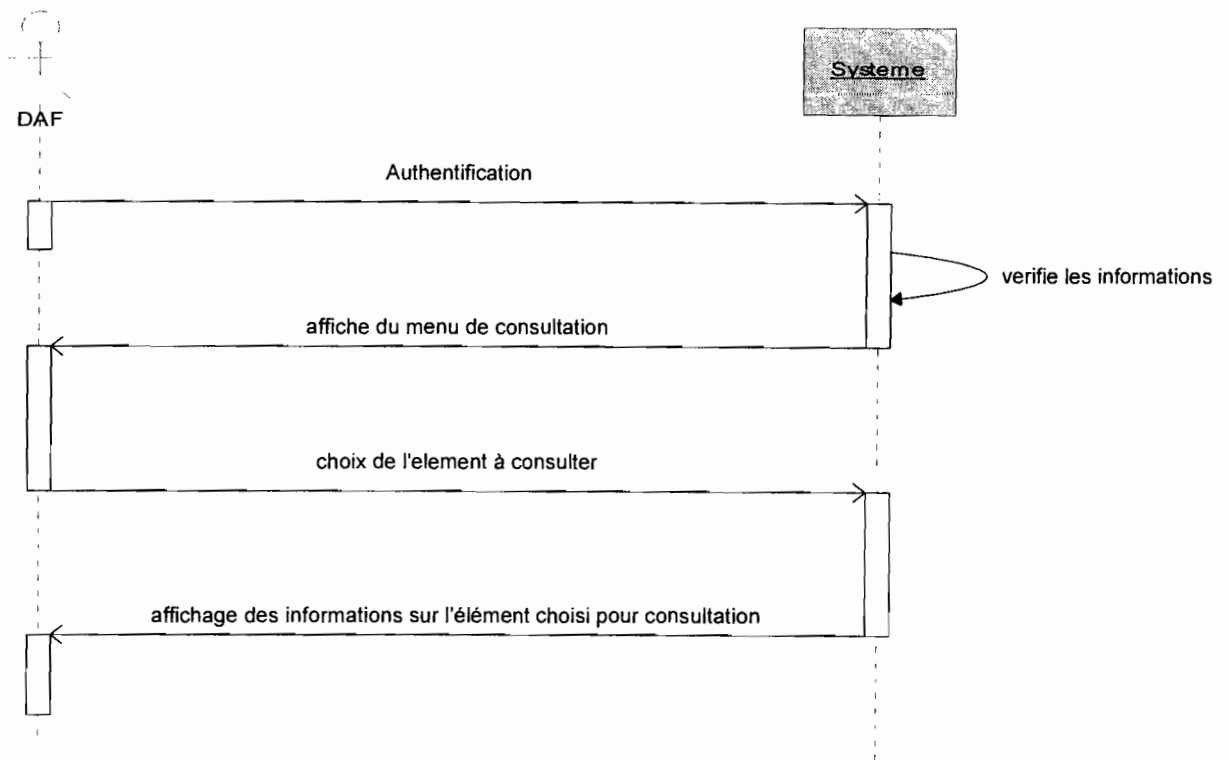 Systeme
DAF
Authentification
verifie les informations
affiche du menu de consultation
choix de l'element à consulter
affichage des informations sur l'élément choisi pour consultation